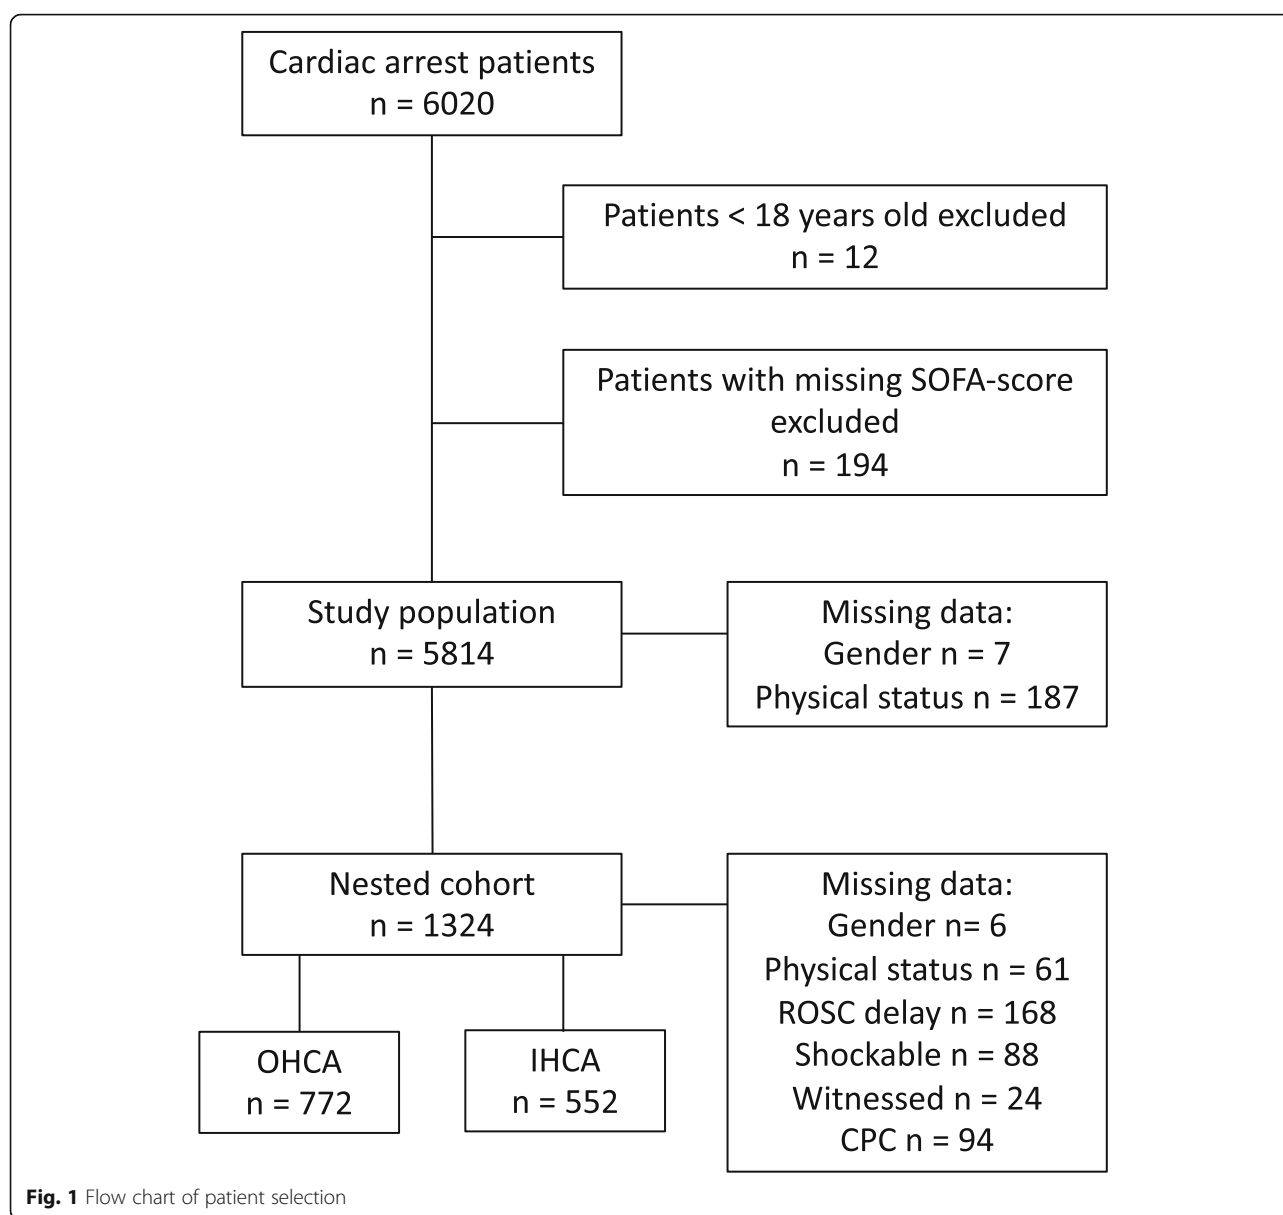 Cardiac arrest patients
n = 6020
Patients < 18 years old excluded
n = 12
Patients with missing SOFA-score
excluded
n = 194
Study population
n = 5814
Missing data:
Gender n = 7
Physical status n = 187
Nested cohort
n = 1324
Missing data:
Gender n= 6
Physical status n = 61
ROSC delay n = 168
Shockable n = 88
Witnessed n = 24
CPC n = 94
OHCA
n = 772
IHCA
n = 552
Fig. 1 Flow chart of patient selection